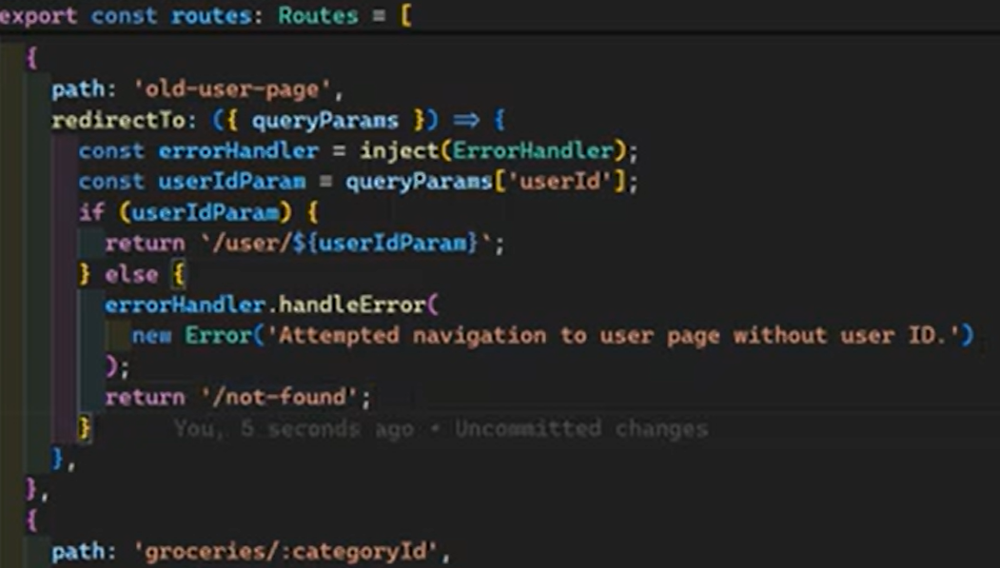 export const routes: Routes = [
{
path: 'old-user-page',
redirectTo: ({ queryParams }) => {
const errorHandler = inject(ErrorHandler);
const userIdParam = queryParams['userId'];
if (userIdParam) {
return `/user/${userIdParam}`;
} else {
errorHandler.handleError(
new Error('Attempted navigation to user page without user ID.')
);
return '/not-found';
} You, 5 seconds ago • Uncommitted changes
},
},
{
path: 'groceries/:categoryId',